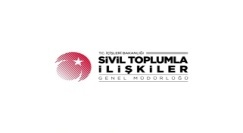 T.C. İÇİŞLERİ BAKANLIĞI
SİVİL TOPLUMLA
İLİŞKİLER
GENEL MÜDÜRLÜĞÜ